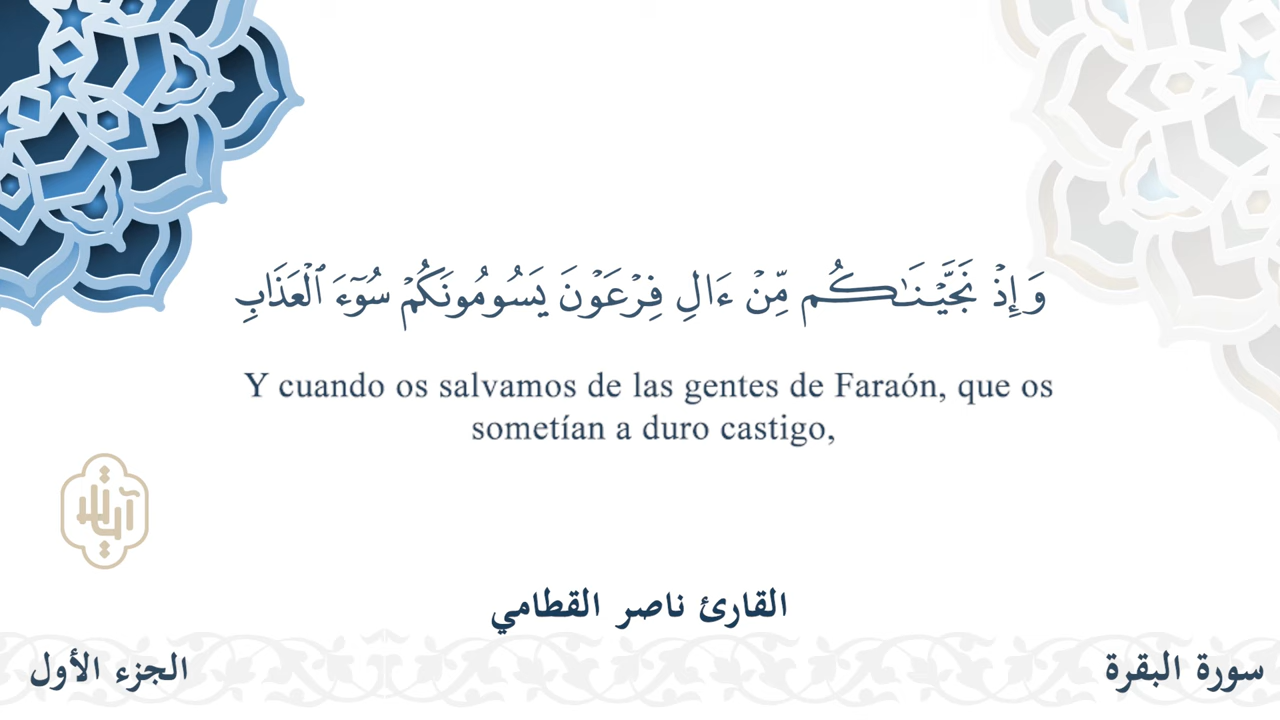 وَإِذْ نَجَّيْنَـٰكُم مِّنْ ءَالِ فِرْعَوْنَ يَسُومُونَكُمْ سُوٓءَ ٱلْعَذَابِ
Y cuando os salvamos de las gentes de Faraón, que os
sometían a duro castigo,
القارئ ناصر القطامي
سورة البقرة
الجزء الأول